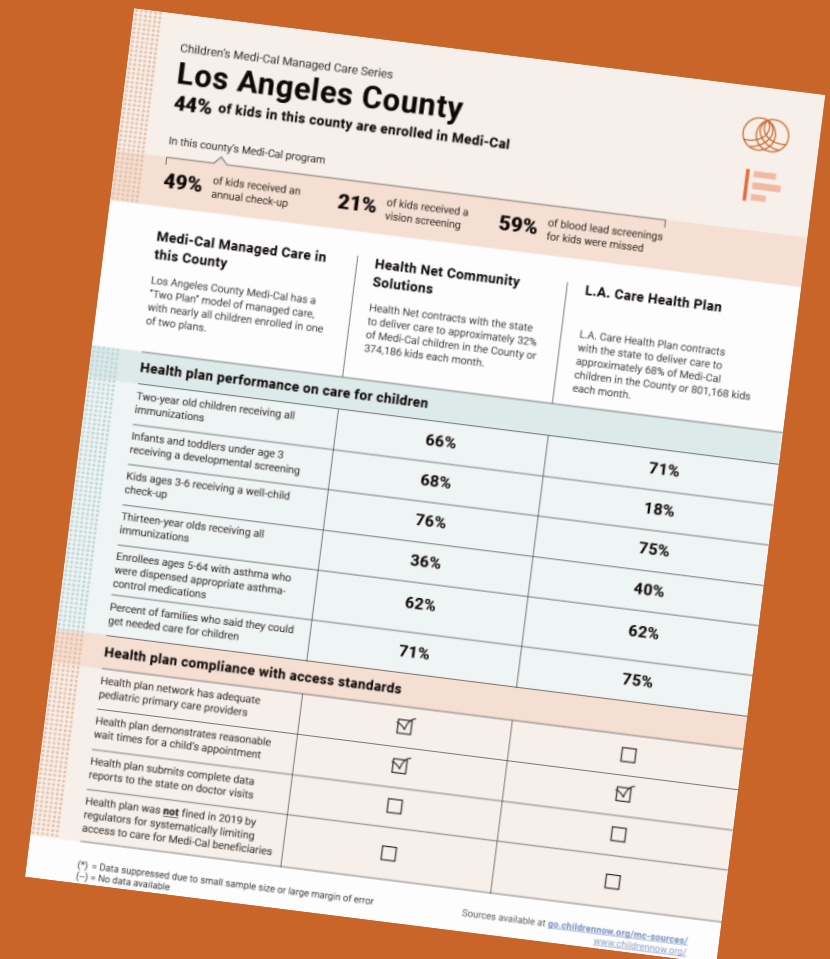 Children's Medi-Cal Managed Care Series
Los Angeles County
44% of kids in this county are enrolled in Medi-Cal
In this county's Medi-Cal program
49% of kids received an
annual check-up
21% of kids received a
vision screening
59% of blood lead screenings
for kids were missed
Medi-Cal Managed Care in
this County
Los Angeles County Medi-Cal has a
"Two Plan" model of managed care,
with nearly all children enrolled in one
of two plans.
Health Net Community
Solutions
Health Net contracts with the state
to deliver care to approximately 32%
of Medi-Cal children in the County or
374,186 kids each month.
L.A. Care Health Plan
L.A. Care Health Plan contracts
with the state to deliver care to
approximately 68% of Medi-Cal
children in the County or 801,168 kids
each month.
Health plan performance on care for children
Two-year old children receiving all
immunizations
66%
71%
Infants and toddlers under age 3
receiving a developmental screening
68%
18%
Kids ages 3-6 receiving a well-child
check-up
76%
75%
Thirteen-year olds receiving all
immunizations
36%
40%
Enrollees ages 5-64 with asthma who
were dispensed appropriate asthma-
control medications
62%
62%
Percent of families who said they could
get needed care for children
71%
75%
Health plan compliance with access standards
Health plan network has adequate
pediatric primary care providers
Health plan demonstrates reasonable
wait times for a child's appointment
Health plan submits complete data
reports to the state on doctor visits
Health plan was not fined in 2019 by
regulators for systematically limiting
access to care for Medi-Cal beneficiaries
(*) = Data suppressed due to small sample size or large margin of error
(--) = No data available
Sources available at go.childrennow.org/mc-sources/
www.childrennow.org/